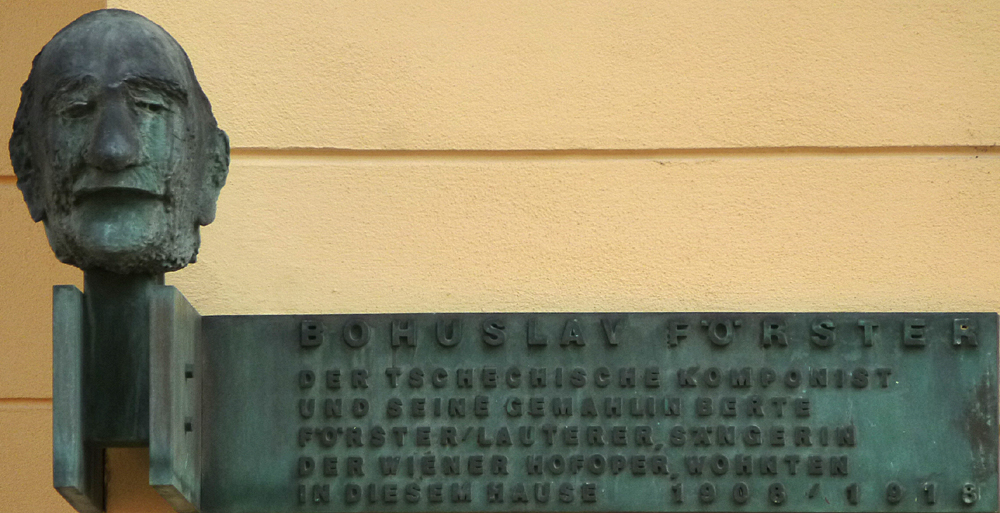 BOHUSLAV FÖRSTER
DER TSCHECHISCHE KOMPONIST
UND SEINE GEMAHLIN BERTE
FÖRSTER/LAUTERER, SÄNGERIN
DER WIENER HOFOPER, WOHNTEN
IN DIESEM HAUSE 1908/1918